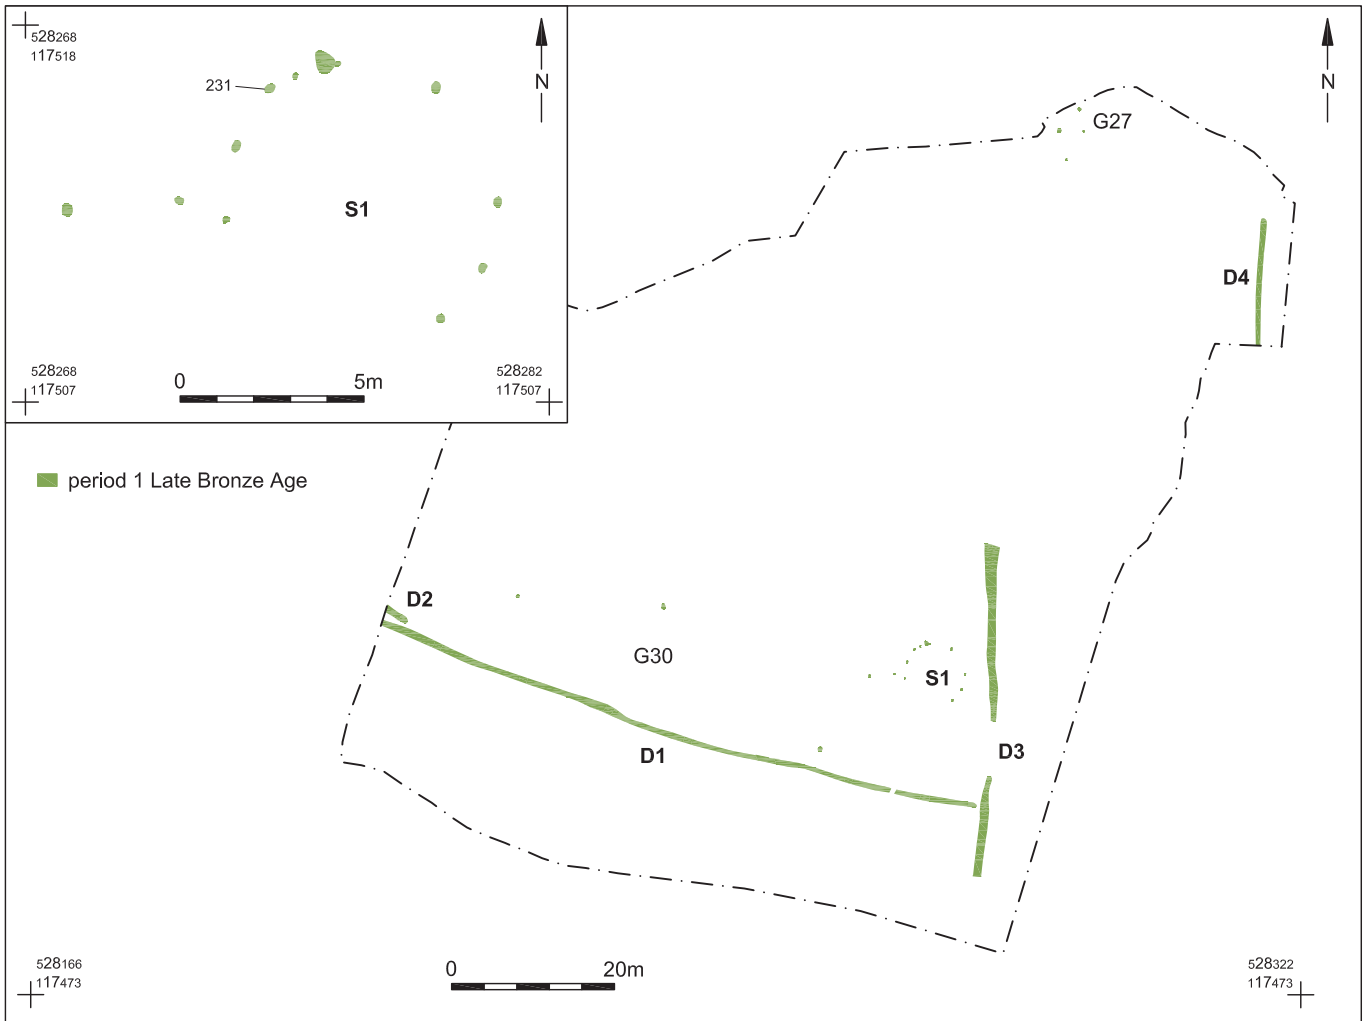 528268
117518
N
231
S1
528268
117507
0 5m
528282
117507
N
G27
D4
period 1 Late Bronze Age
D2
G30
S1
D1
D3
528166
117473
0 20m
528322
117473